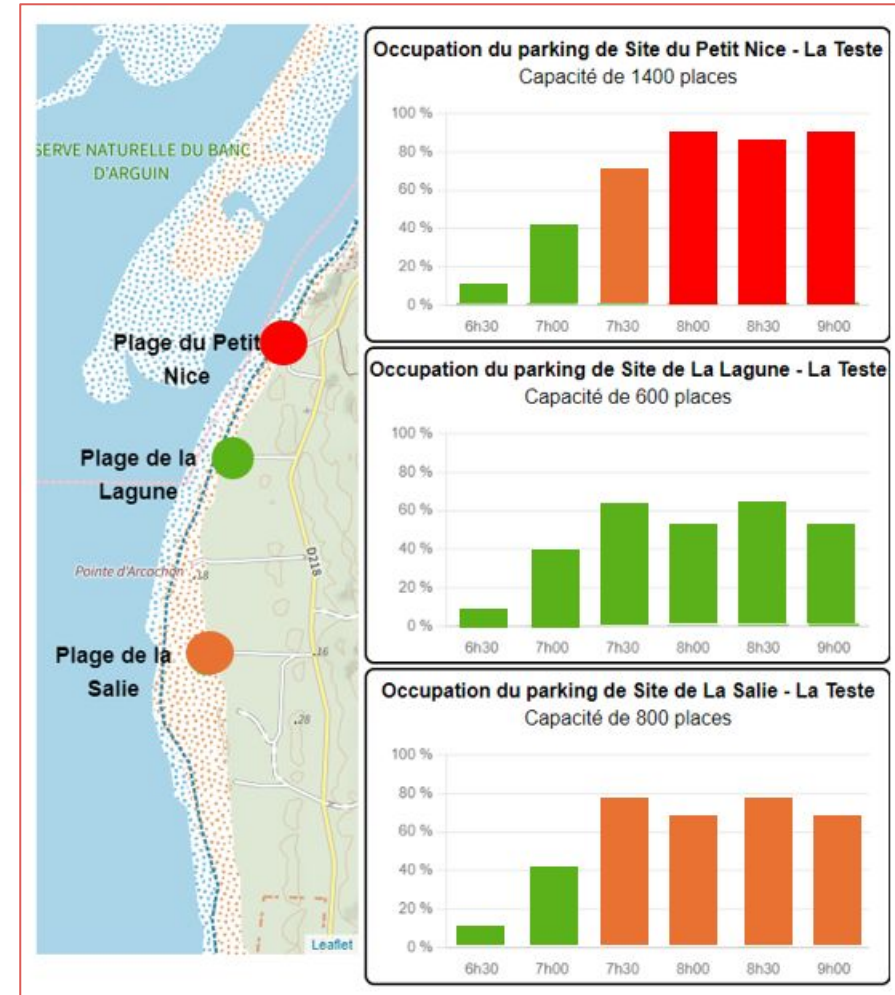 SERVE NATURELLE DU BANC
D'ARGUIN
Plage du Petit
Nice
Plage de la
Lagune
Pointe d'Arcachon
18
D218
Plage de la
Salie
16
28
Leaflet
Occupation du parking de Site du Petit Nice - La Teste
Capacité de 1400 places
100 %
80 %
60 %
40 %
20 %
0 %
6h30 7h00 7h30 8h00 8h30 9h00
Occupation du parking de Site de La Lagune - La Teste
Capacité de 600 places
100 %
80 %
60 %
40 %
20 %
0 %
6h30 7h00 7h30 8h00 8h30 9h00
Occupation du parking de Site de La Salie - La Teste
Capacité de 800 places
100 %
80 %
60 %
40 %
20 %
0 %
6h30 7h00 7h30 8h00 8h30 9h00